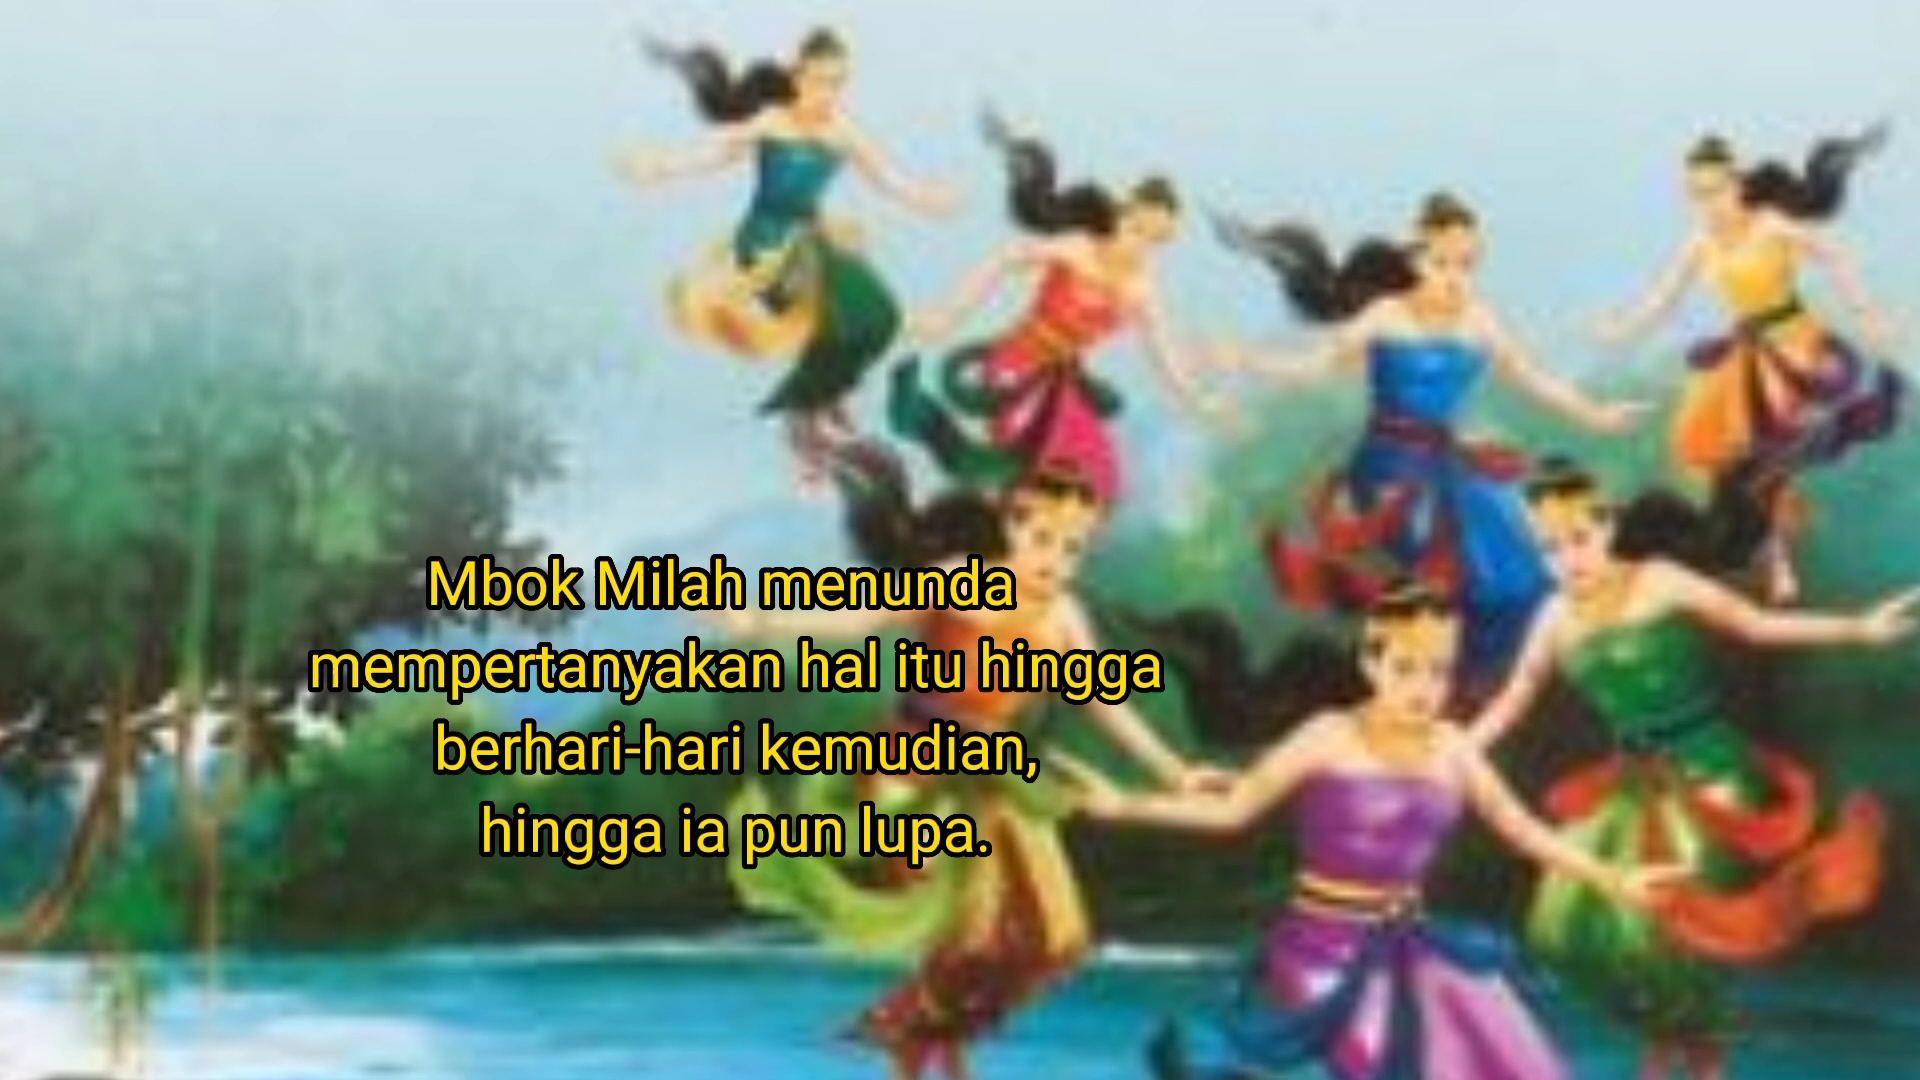 Mbok Milah menunda
mempertanyakan hal itu hingga
berhari-hari kemudian,
hingga ia pun lupa.